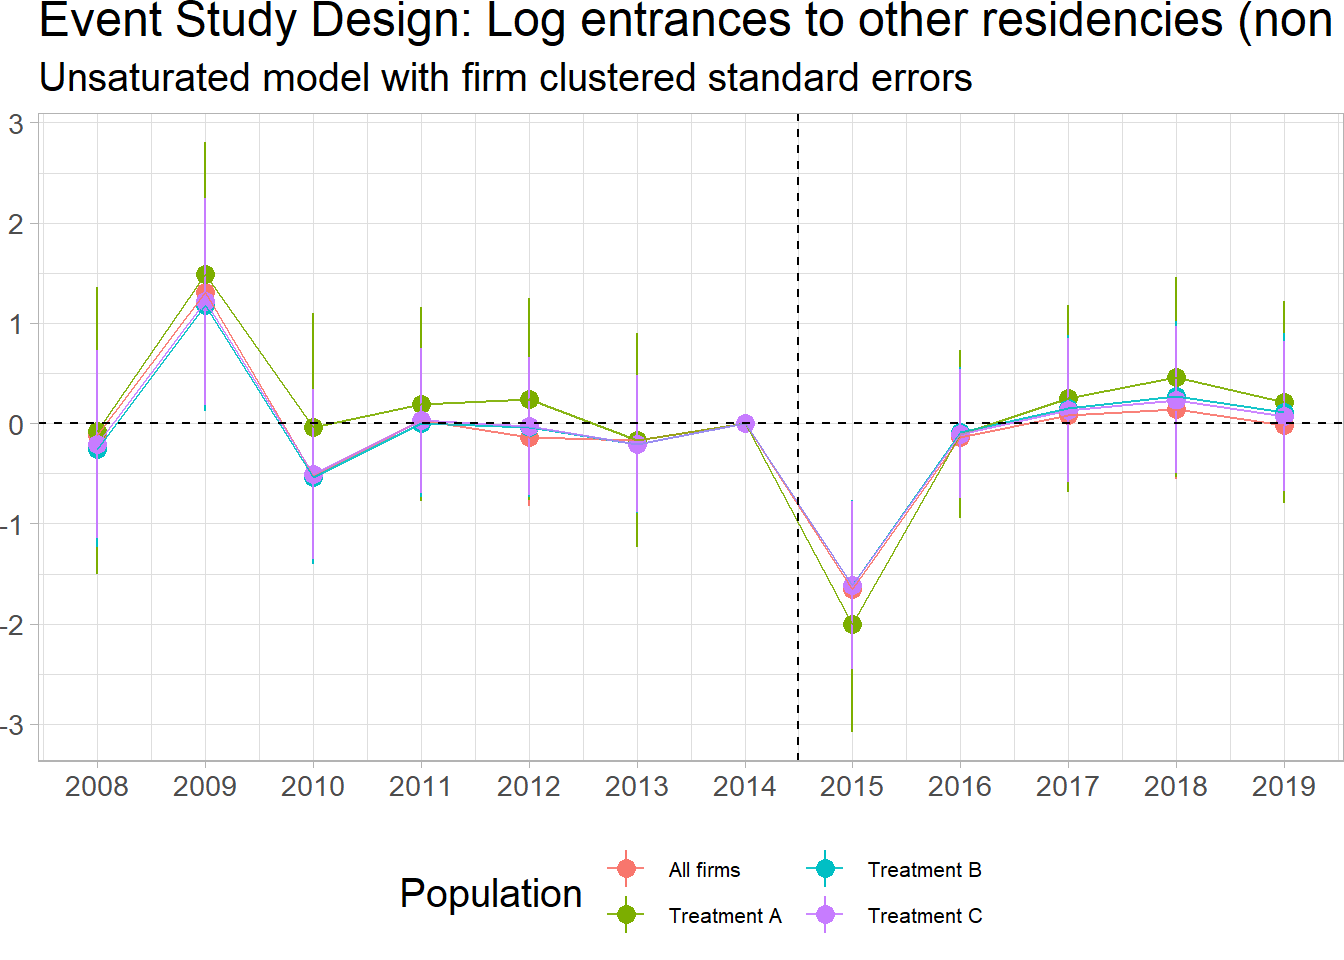 Event Study Design: Log entrances to other residencies (non
Unsaturated model with firm clustered standard errors
3
2
1
0
-1
-2
-3
2008 2009 2010 2011 2012 2013 2014 2015 2016 2017 2018 2019
Population
All firms
Treatment A
Treatment B
Treatment C